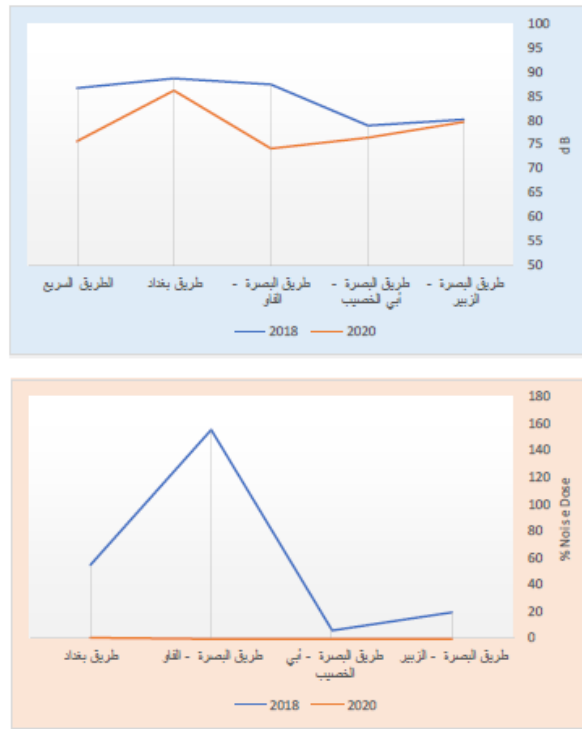 100
95
90
85
80
75
70
65
60
55
50
dB
طريق البصرة -
الزبير
طريق البصرة -
أبي الخصيب
طريق البصرة -
الفاو
طريق بغداد
الطريق السريع
2018
2020
180
160
140
120
100
80
60
40
20
0
% Noise Dose
طريق البصرة - الزبير
طريق البصرة - أبي
الخصيب
طريق البصرة - الفاو
طريق بغداد
2018
2020